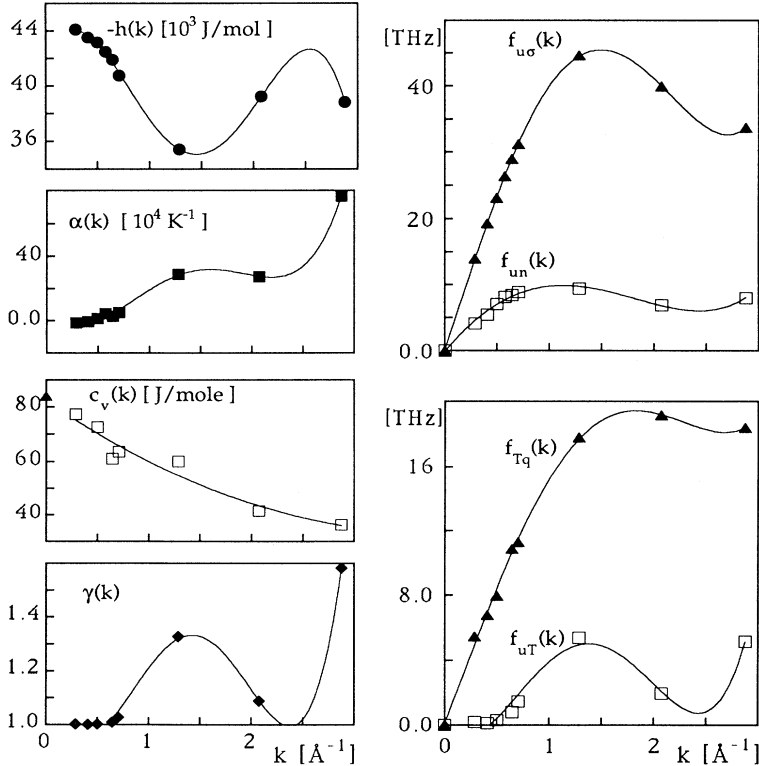 -h(k) [10³ J/mol]
44
40
36
α(k) [ 10⁴ K⁻¹]
40
0.0
c_v(k) [ J/mole]
80
60
40
γ(k)
1.4
1.2
1.0
0
1
2
k [Å⁻¹]
[THz]
f_uσ(k)
40
20
f_un(k)
0.0
[THz]
f_Tq(k)
16
8.0
f_uT(k)
0.0
0
1
2
k [Å⁻¹]